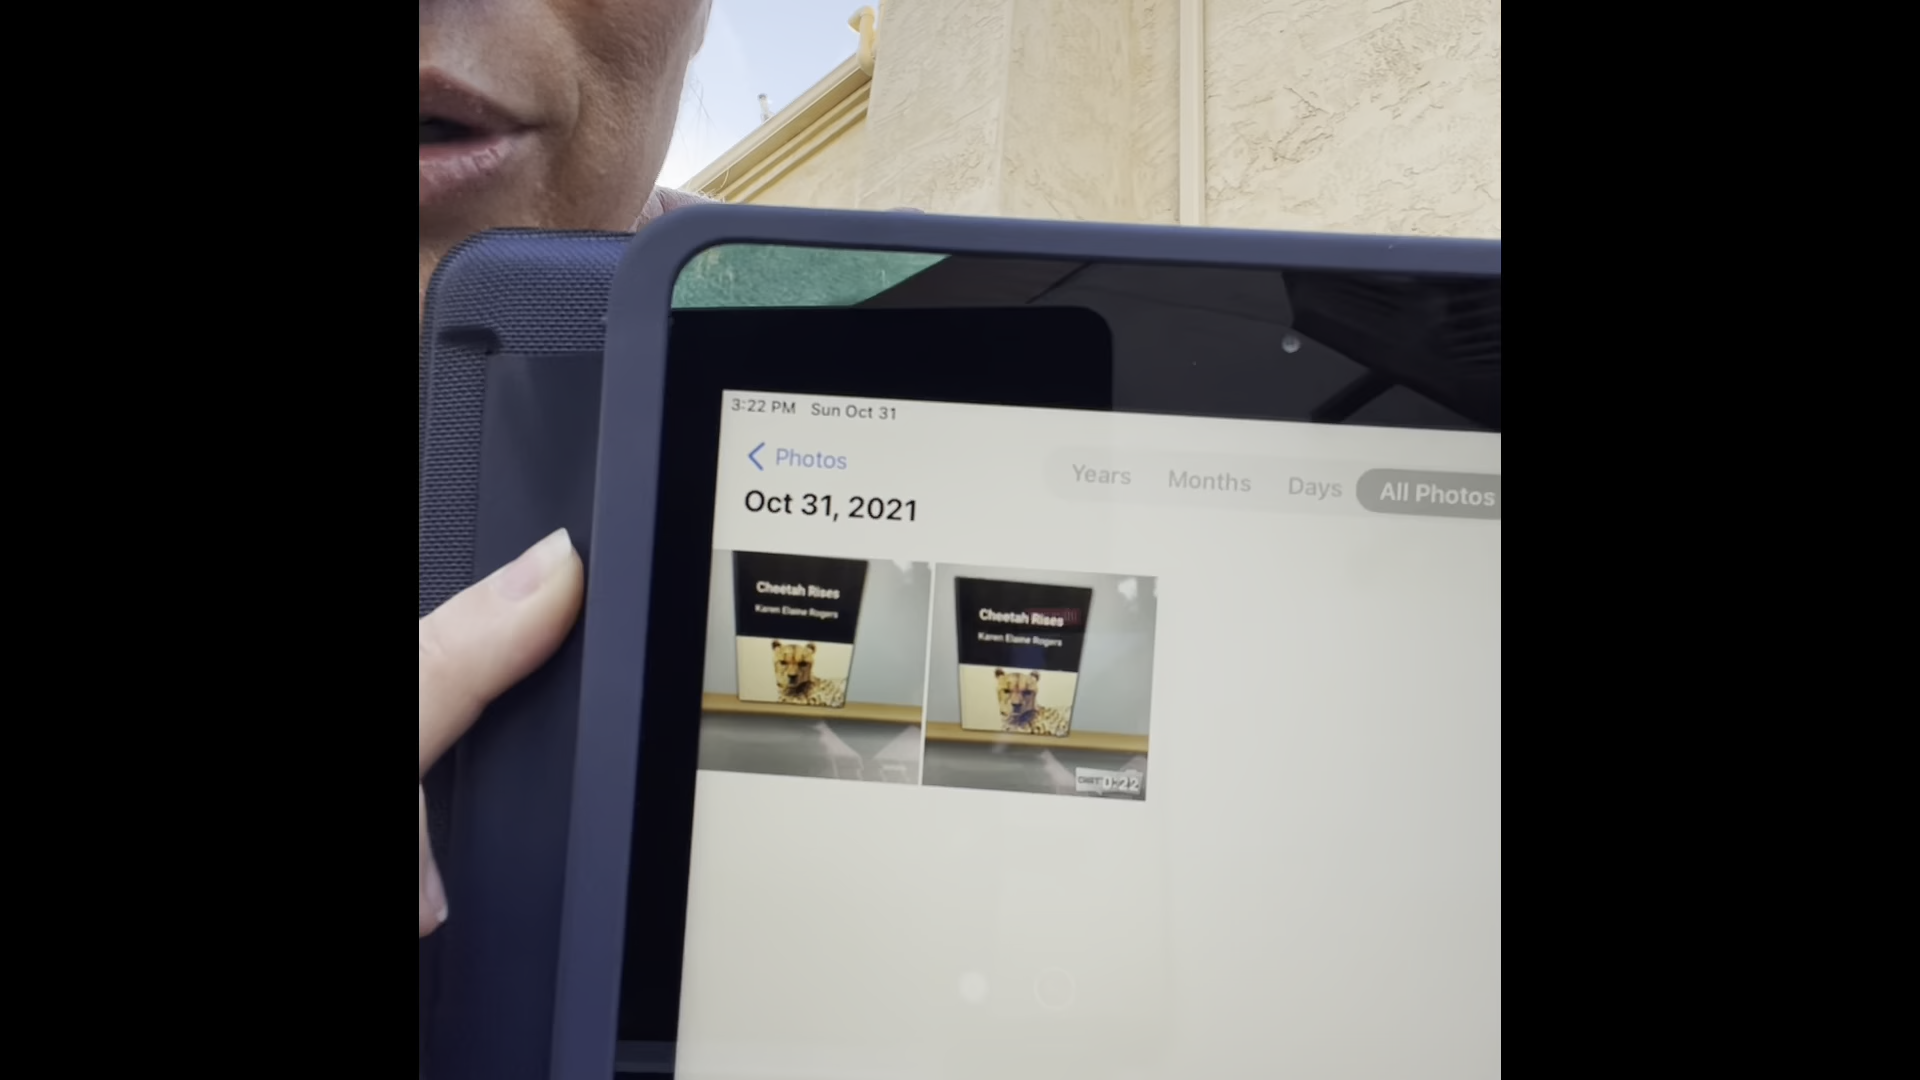 3:22 PM Sun Oct 31
Photos
Years Months Days All Photos
Oct 31, 2021
Cheetah Rises
Karen Elaine Rogers
Cheetah Rises
Karen Elaine Rogers
0:22